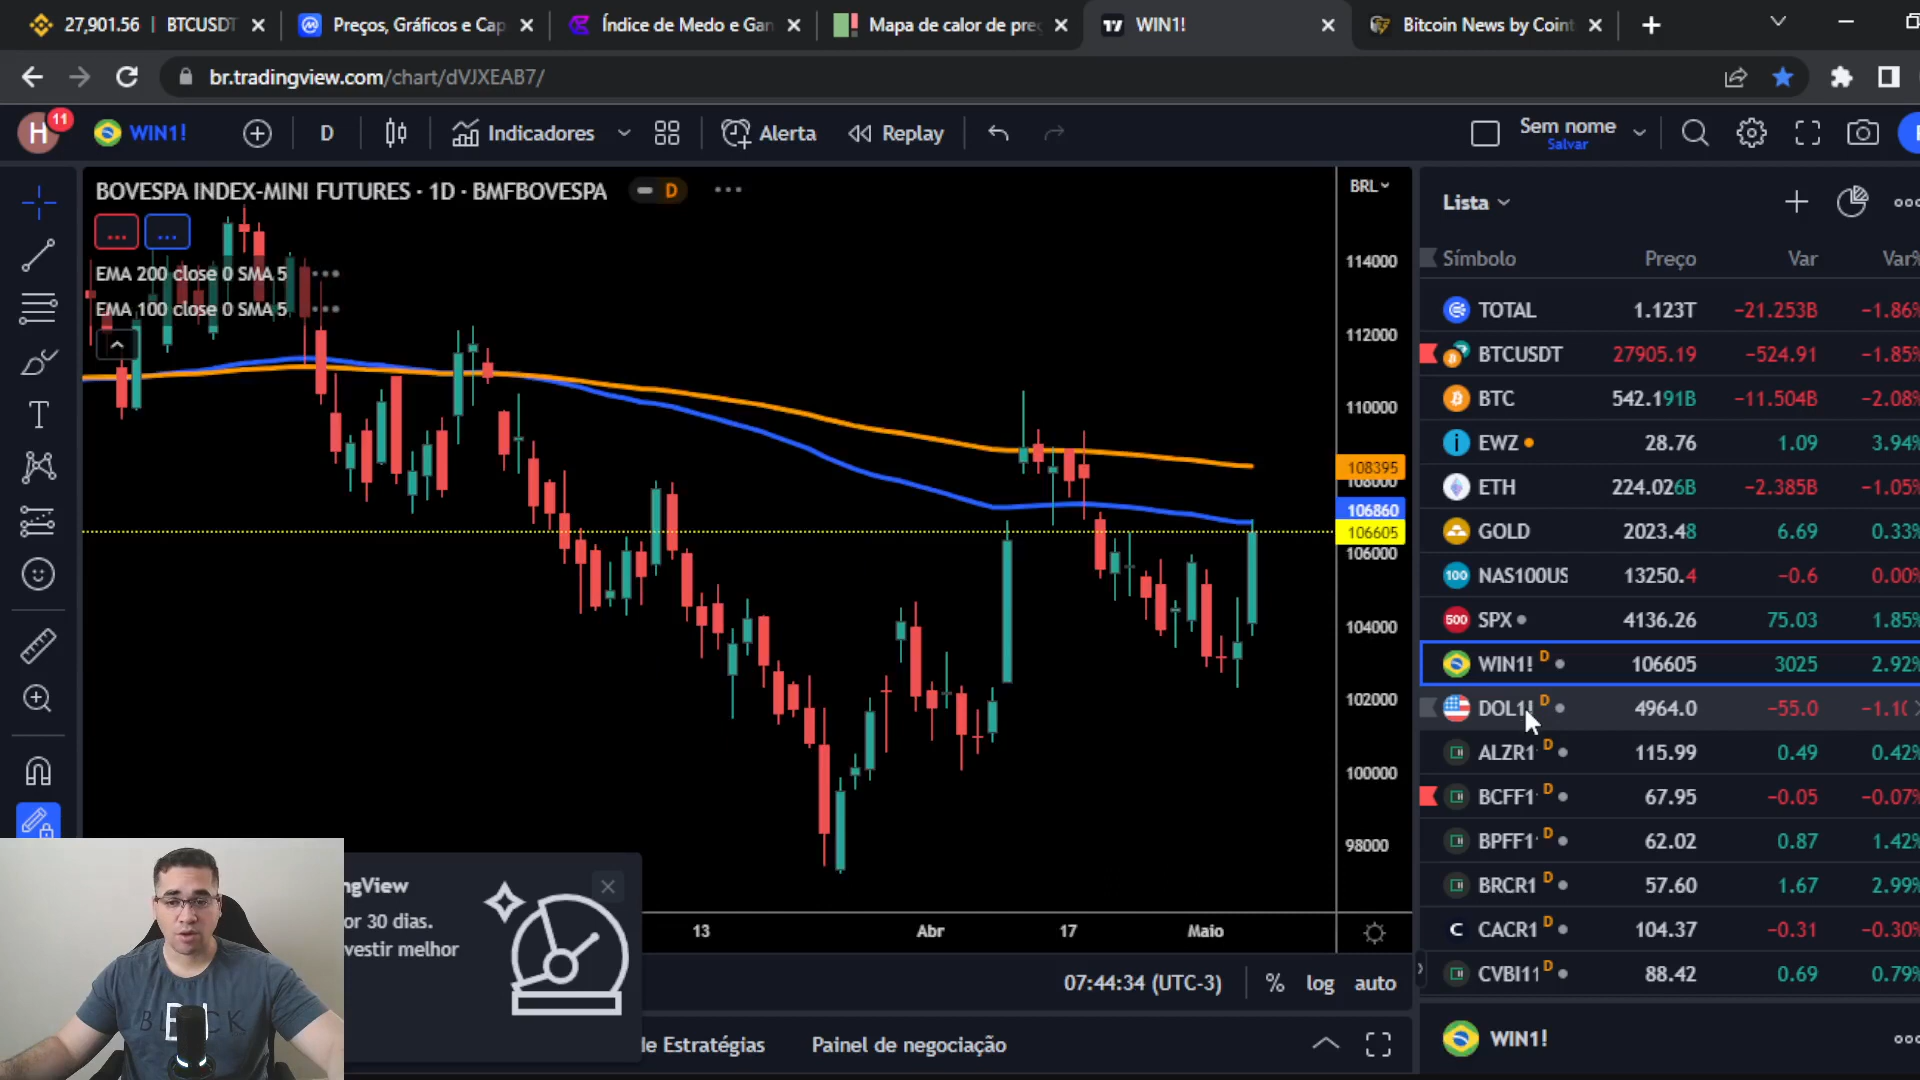 27,901.56 | BTCUSDT
Preços, Gráficos e Cap
Índice de Medo e Gan
Mapa de calor de pre
WIN1!
Bitcoin News by Coint
br.tradingview.com/chart/dVJXEAB7/
H
11
WIN1!
D
Indicadores
Alerta
Replay
Sem nome
Salvar
BOVESPA INDEX-MINI FUTURES · 1D · BMFBOVESPA
D
EMA 200 close 0 SMA 5
EMA 100 close 0 SMA 5
BRL
114000
112000
110000
108395
108000
106860
106605
106000
104000
102000
100000
98000
13
Abr
17
Maio
07:44:34 (UTC-3)
%
log
auto
ngView
or 30 dias.
vestir melhor
de Estratégias
Painel de negociação
Lista
Símbolo Preço Var Var%
TOTAL 1.123T −21.253B −1.86%
BTCUSDT 27905.19 −524.91 −1.85%
BTC 542.191B −11.504B −2.08%
EWZ 28.76 1.09 3.94%
ETH 224.026B −2.385B −1.05%
GOLD 2023.48 6.69 0.33%
100 NAS100US 13250.4 −0.6 0.00%
500 SPX 4136.26 75.03 1.85%
WIN1! D 106605 3025 2.92%
DOL1! D 4964.0 −55.0 −1.10
ALZR1 D 115.99 0.49 0.42%
BCFF1 D 67.95 −0.05 −0.07%
BPFF1 D 62.02 0.87 1.42%
BRCR1 D 57.60 1.67 2.99%
C CACR1 D 104.37 −0.31 −0.30%
CVBI11 D 88.42 0.69 0.79%
WIN1!